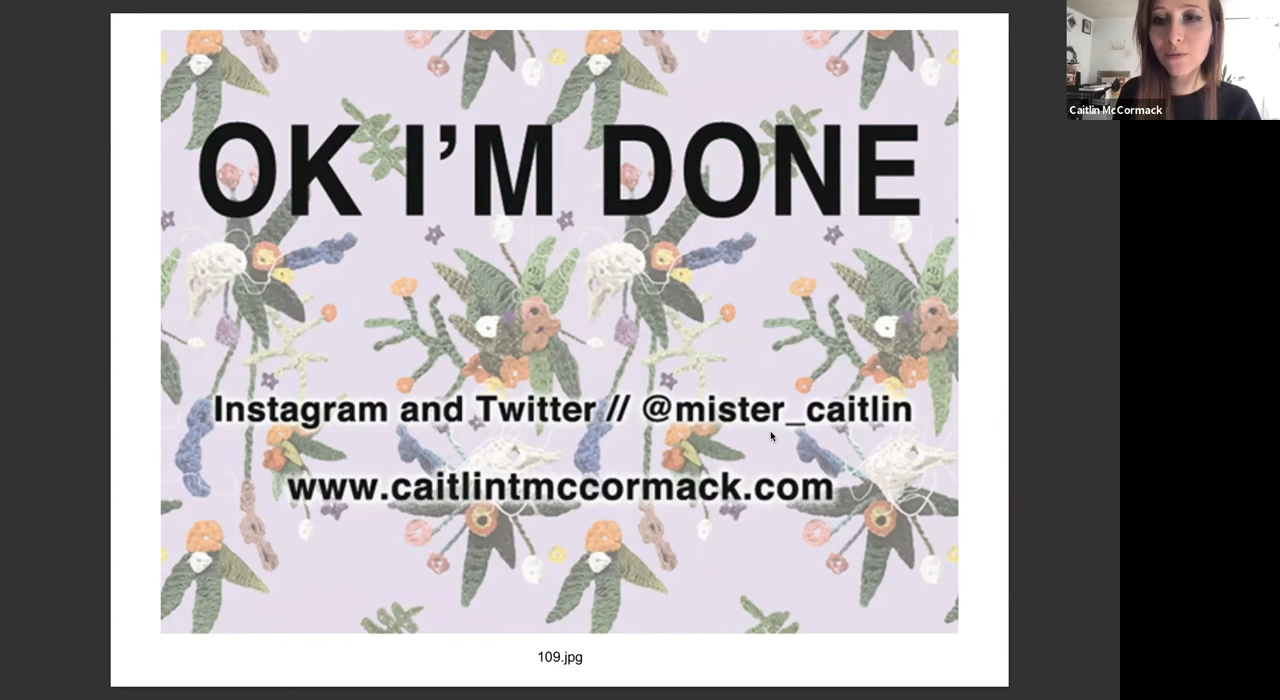 OK I'M DONE
Instagram and Twitter // @mister_caitlin
www.caitlintmccormack.com
109.jpg
Caitlin McCormack